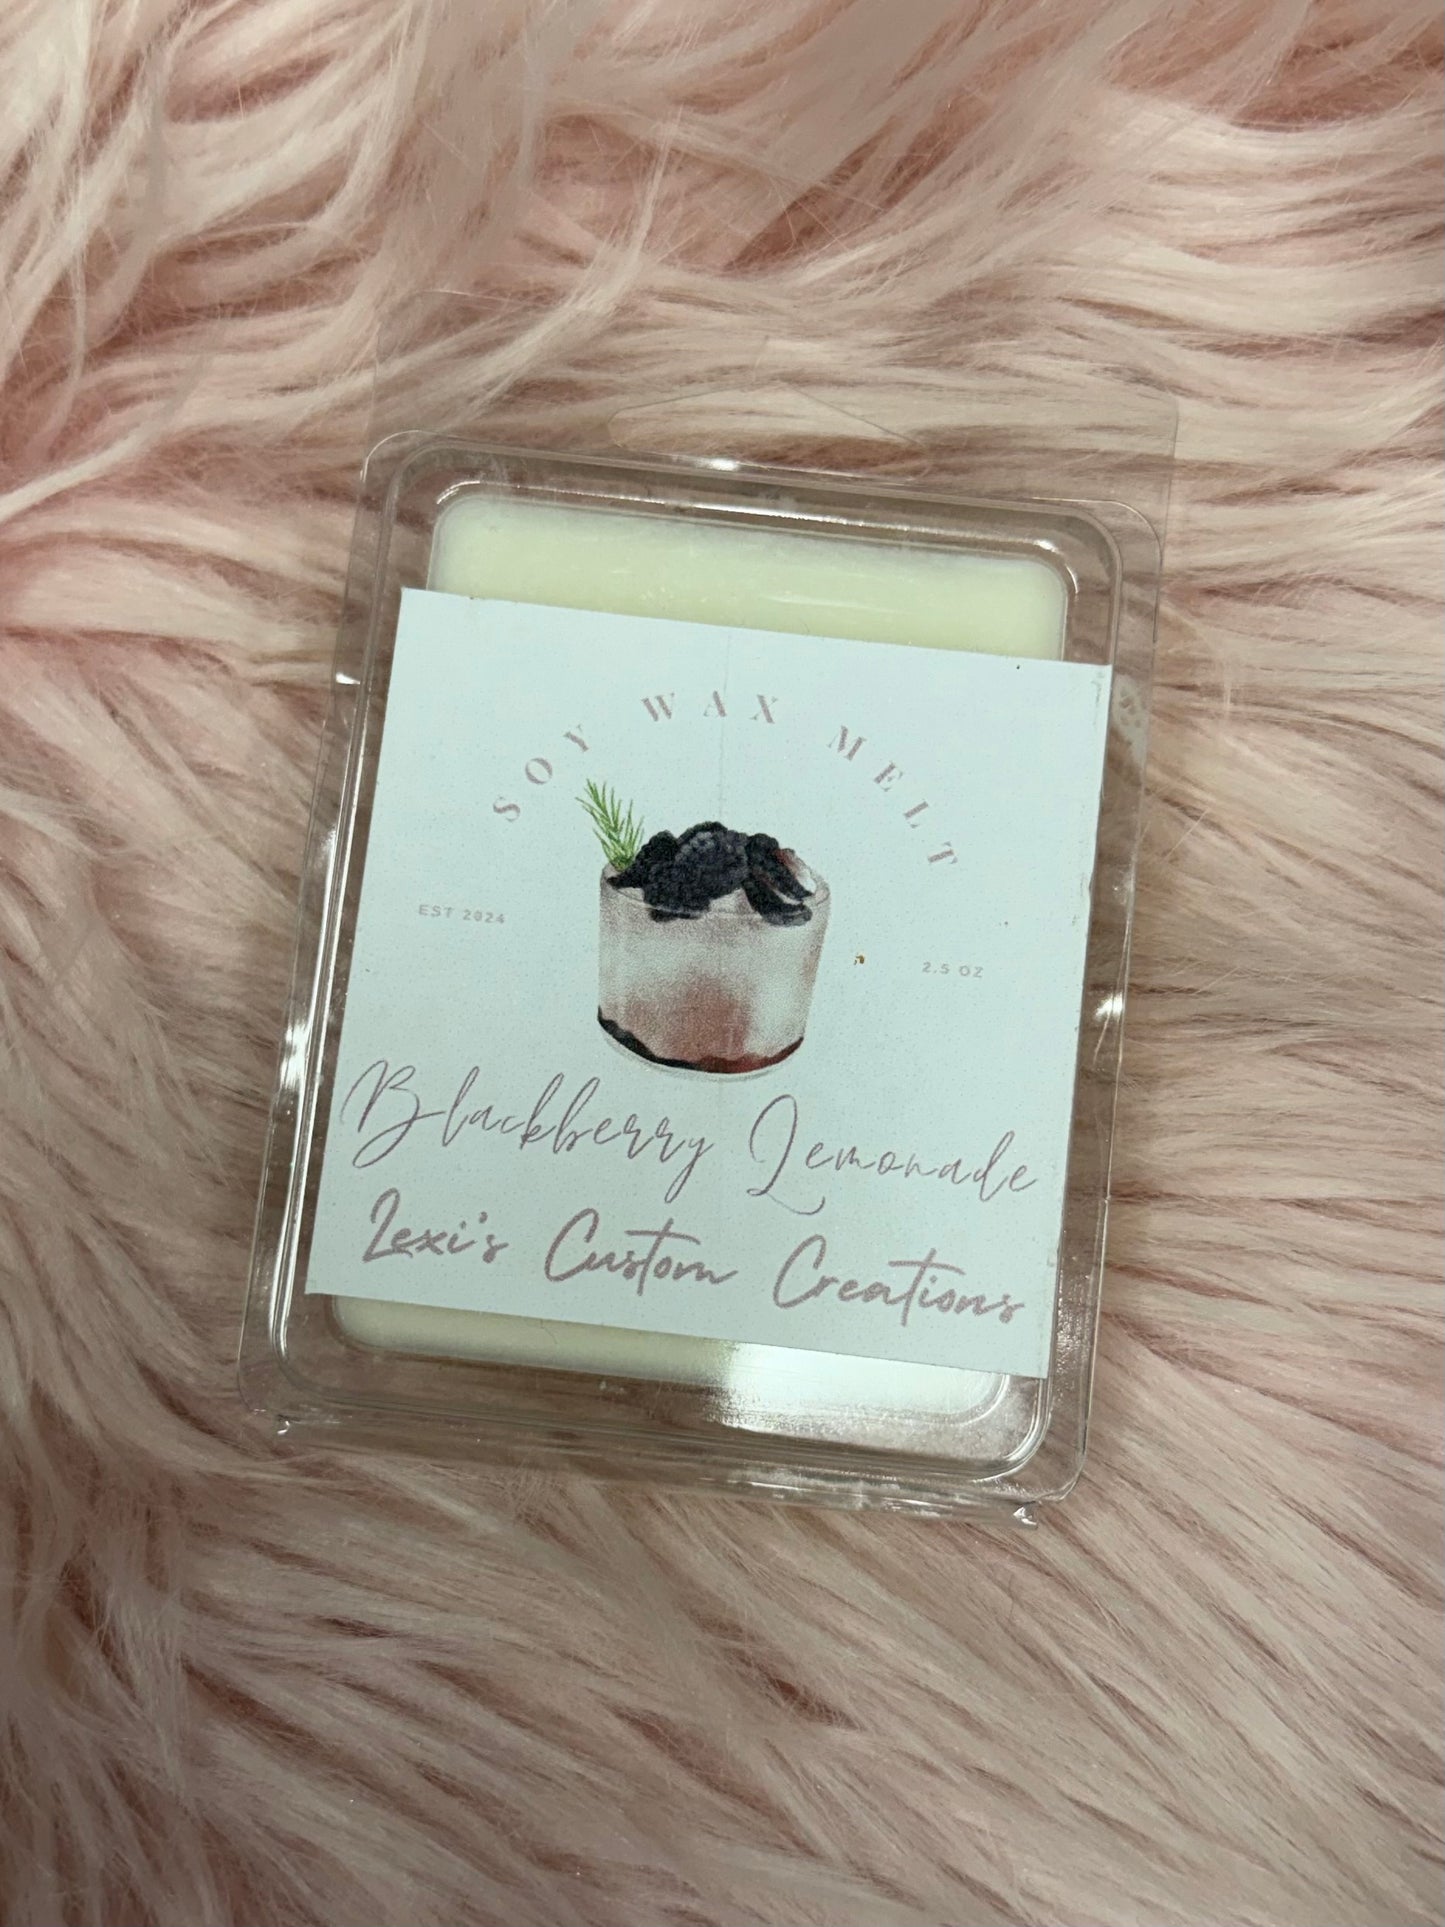 SOY WAX MELT
EST 2024
2.5 OZ
Blackberry Lemonade
Lexi's Custom Creations